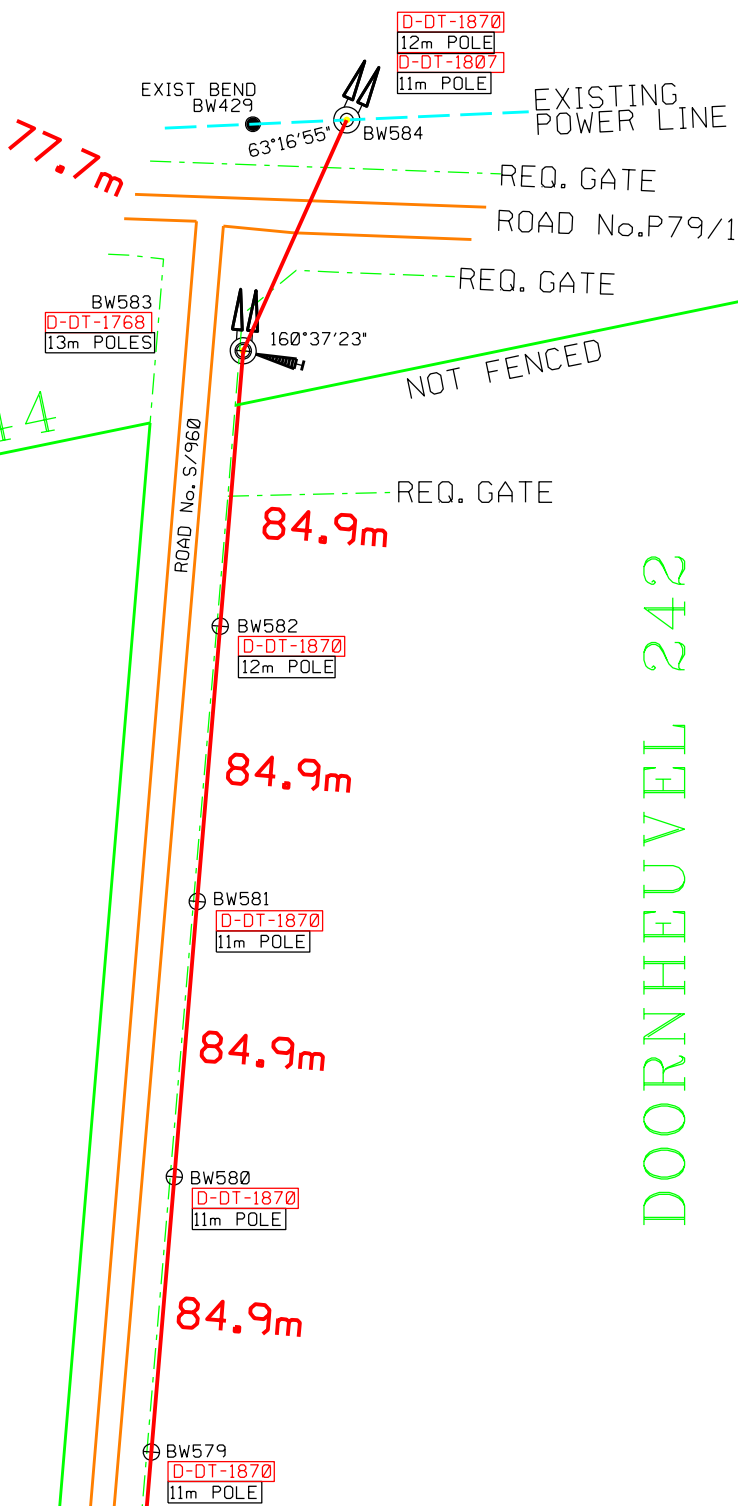 D-DT-1870
12m POLE
D-DT-1807
11m POLE
EXIST BEND
BW429
EXISTING
POWER LINE
63°16'55"
BW584
77.7m
REQ. GATE
ROAD No.P79/1
REQ. GATE
BW583
D-DT-1768
13m POLES
160°37'23"
NOT FENCED
44
ROAD No. S/960
REQ. GATE
84.9m
BW582
D-DT-1870
12m POLE
DOORNHEUVEL 242
84.9m
BW581
D-DT-1870
11m POLE
84.9m
BW580
D-DT-1870
11m POLE
84.9m
BW579
D-DT-1870
11m POLE